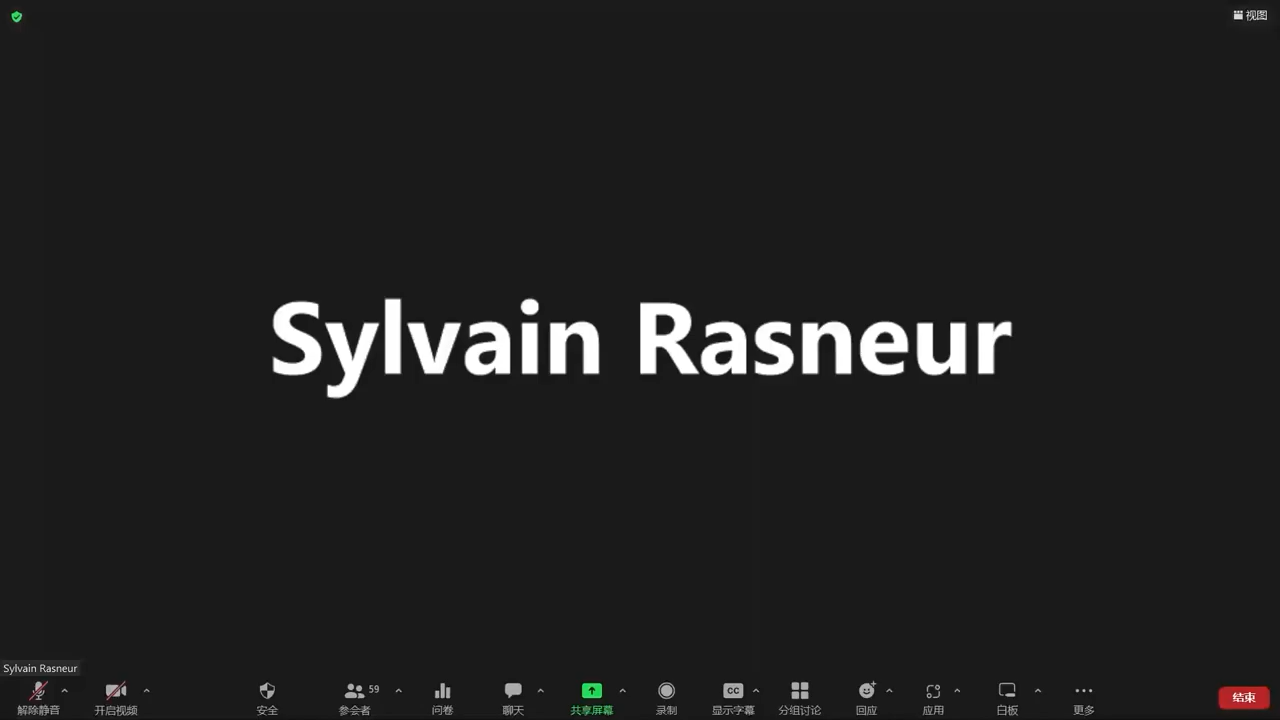 视图
Sylvain Rasneur
Sylvain Rasneur
解除静音
开启视频
安全
59
参会者
问卷
聊天
共享屏幕
录制
CC
显示字幕
分组讨论
回应
应用
白板
更多
结束